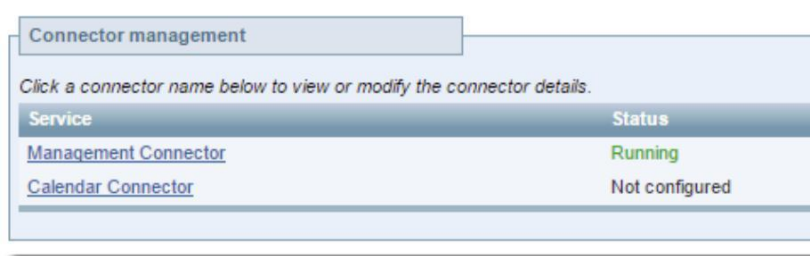 Connector management
Click a connector name below to view or modify the connector details.
Service Status
Management Connector Running
Calendar Connector Not configured